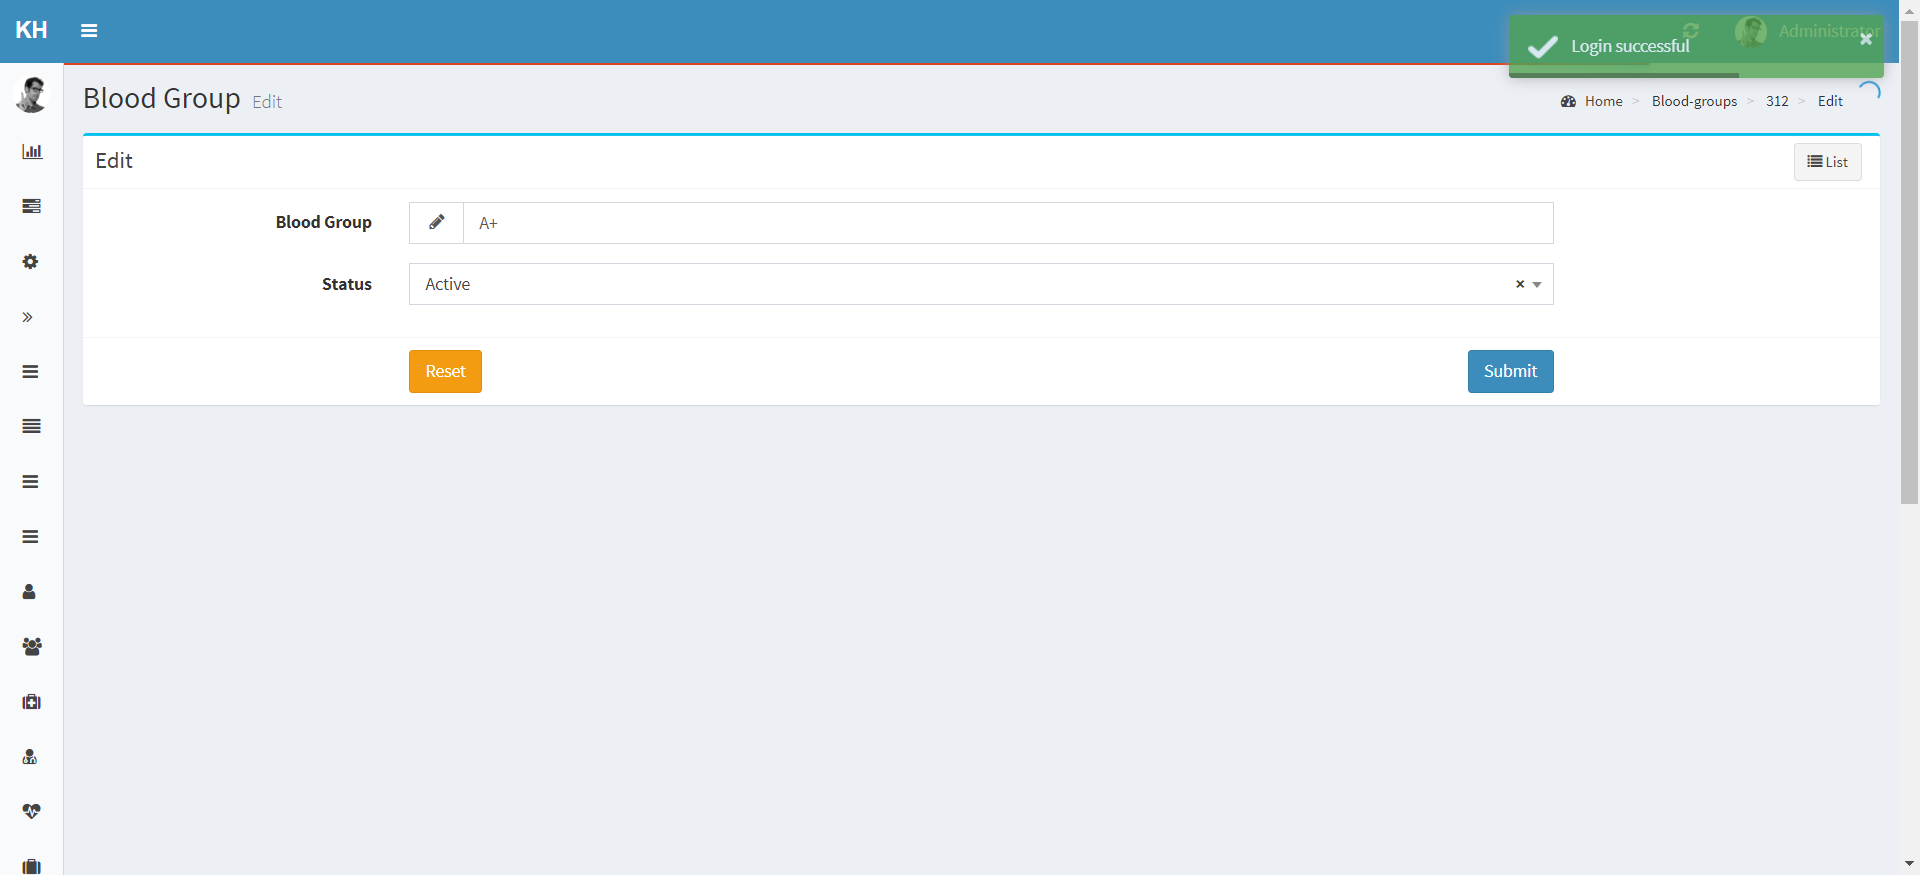 KH
Login successful
×
Administrator
Blood Group Edit
Home > Blood-groups > 312 > Edit
Edit
List
Blood Group
A+
Status
Active
×
Reset
Submit